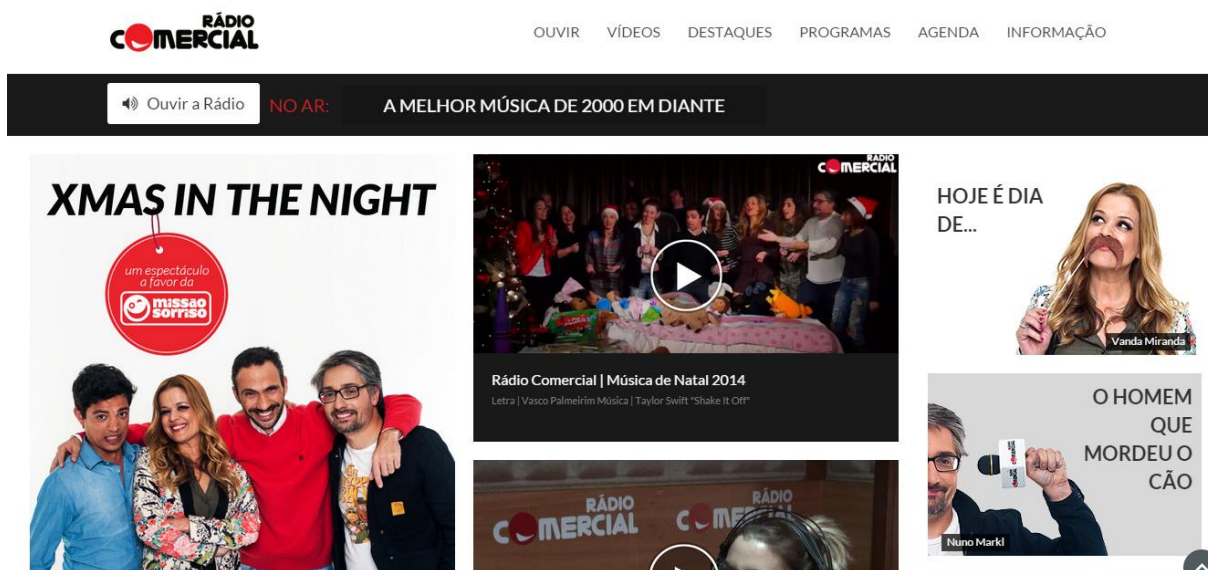 RÁDIO
COMERCIAL
OUVIR VÍDEOS DESTAQUES PROGRAMAS AGENDA INFORMAÇÃO
Ouvir a Rádio NO AR: A MELHOR MÚSICA DE 2000 EM DIANTE
XMAS IN THE NIGHT
um espectáculo
a favor da
missão
sorriso
RÁDIO
COMERCIAL
Rádio Comercial | Música de Natal 2014
Letra | Vasco Palmeirim Música | Taylor Swift "Shake It Off"
RÁDIO
COMERCIAL
RÁDIO
HOJE É DIA
DE...
Vanda Miranda
O HOMEM
QUE
MORDEU O
CÃO
Nuno Markl